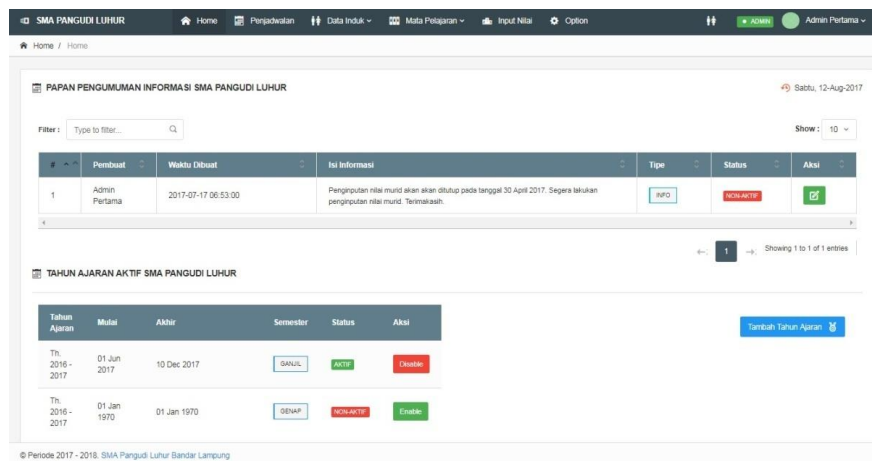 SMA PANGUDI LUHUR Home Penjadwalan Data Induk Mata Pelajaran Input Nilai Option ADMIN Admin Pertama
Home / Home
PAPAN PENGUMUMAN INFORMASI SMA PANGUDI LUHUR Sabtu, 12-Aug-2017
Filter : Type to filter... Show : 10
# Pembuat Waktu Dibuat Isi Informasi Tipe Status Aksi
1 Admin Pertama 2017-07-17 06:53:00 Penginputan nilai murid akan akan ditutup pada tanggal 30 April 2017. Segera lakukan INFO NON-AKTIF
penginputan nilai murid. Terimakasih.
← 1 → Showing 1 to 1 of 1 entries
TAHUN AJARAN AKTIF SMA PANGUDI LUHUR
Tahun Ajaran Mulai Akhir Semester Status Aksi Tambah Tahun Ajaran
Th. 2016 - 2017 01 Jun 2017 10 Dec 2017 GANJIL AKTIF Disable
Th. 2016 - 2017 01 Jan 1970 01 Jan 1970 GENAP NON-AKTIF Enable
© Periode 2017 - 2018. SMA Pangudi Luhur Bandar Lampung